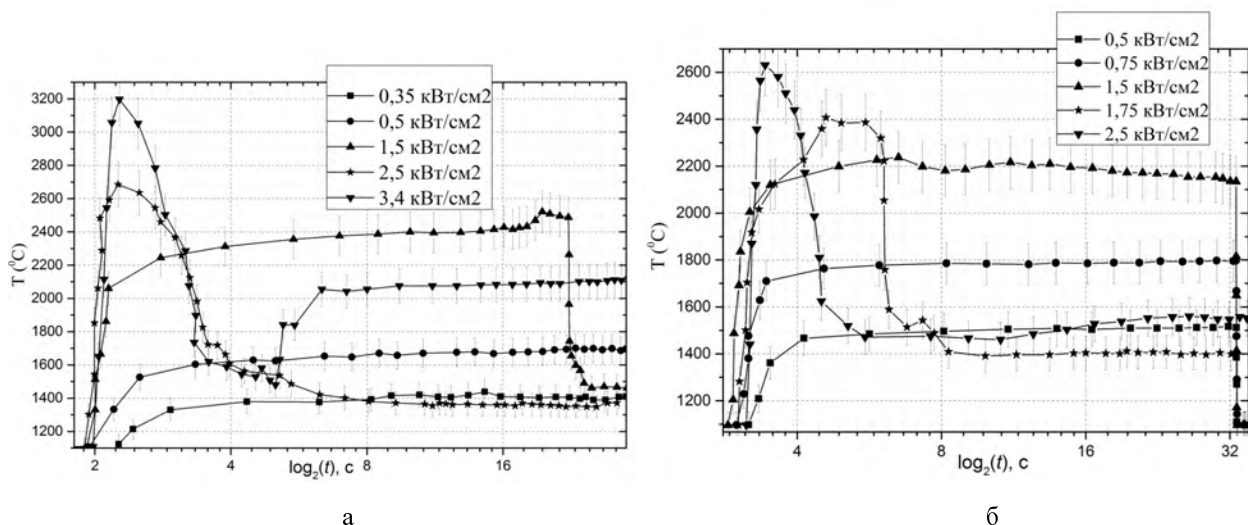 0,35 кВт/см2
0,5 кВт/см2
1,5 кВт/см2
2,5 кВт/см2
3,4 кВт/см2
3200
3000
2800
2600
2400
2200
2000
1800
1600
1400
1200
T (⁰C)
2
4
8
16
log₂(t), c
а
0,5 кВт/см2
0,75 кВт/см2
1,5 кВт/см2
1,75 кВт/см2
2,5 кВт/см2
2600
2400
2200
2000
1800
1600
1400
1200
T (⁰C)
4
8
16
32
log₂(t), c
б